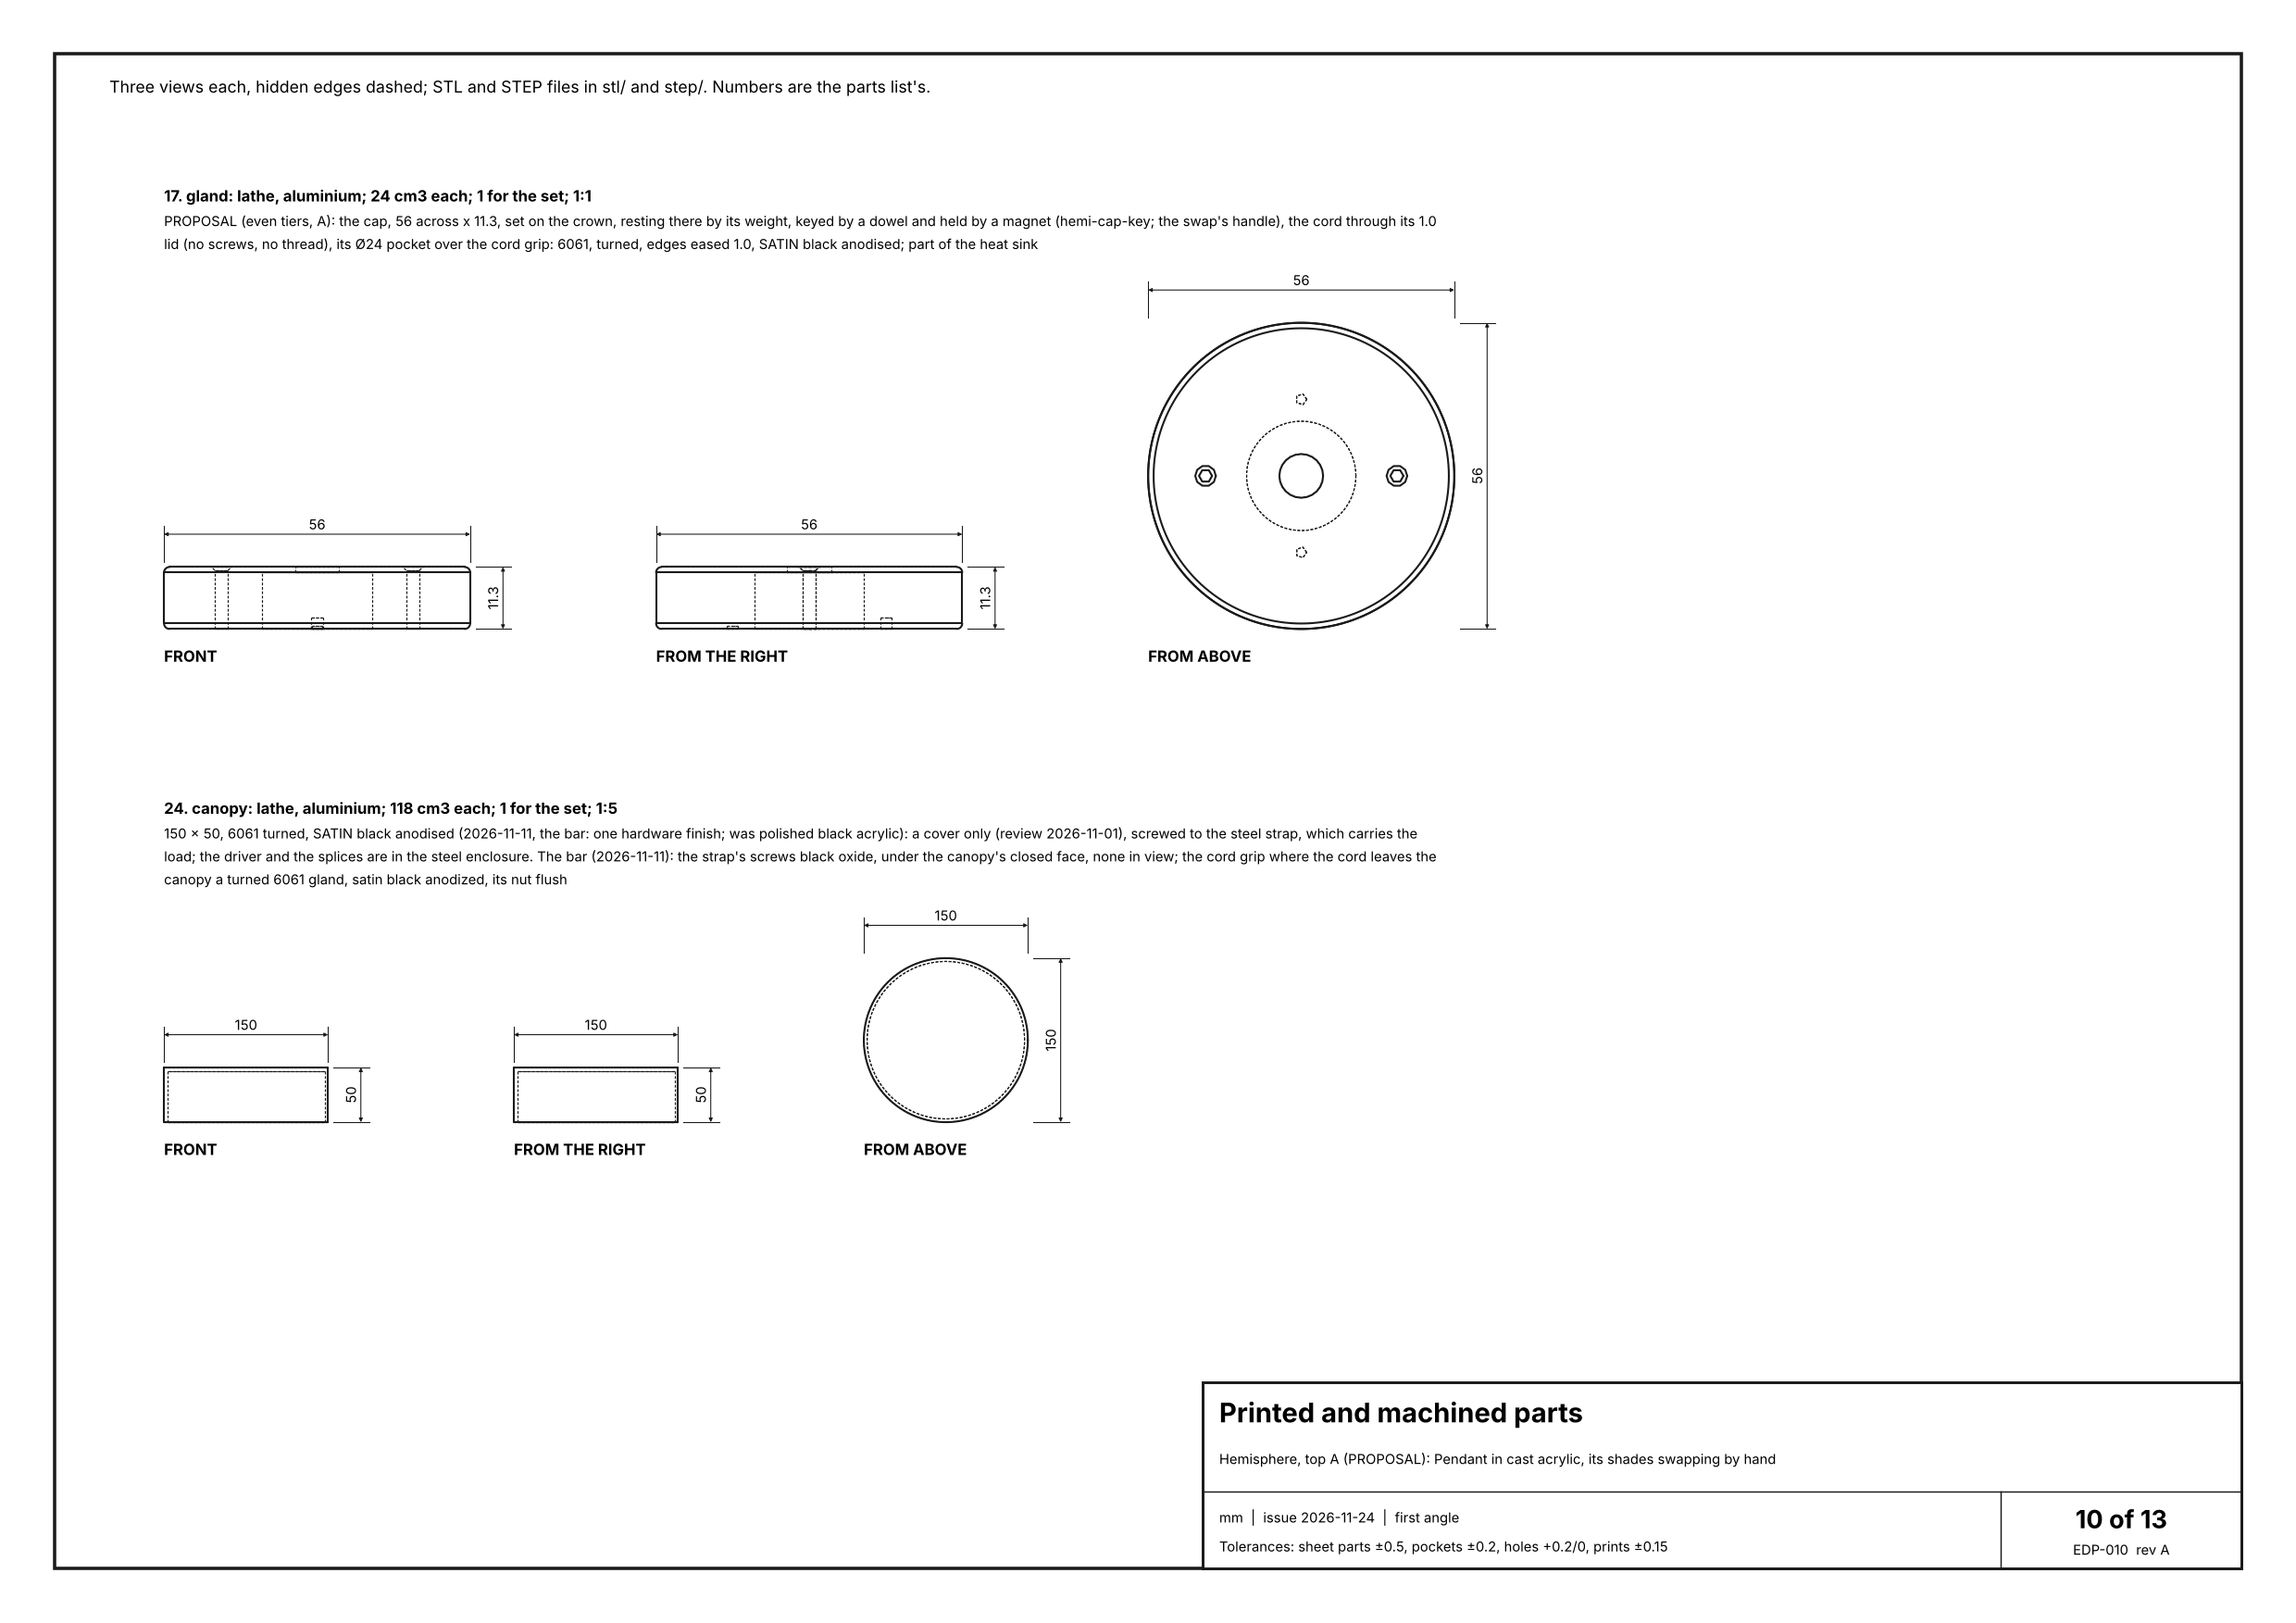 Three views each, hidden edges dashed; STL and STEP files in stl/ and step/. Numbers are the parts list's.
17. gland: lathe, aluminium; 24 cm3 each; 1 for the set; 1:1
PROPOSAL (even tiers, A): the cap, 56 across x 11.3, set on the crown, resting there by its weight, keyed by a dowel and held by a magnet (hemi-cap-key; the swap's handle), the cord through its 1.0
lid (no screws, no thread), its Ø24 pocket over the cord grip: 6061, turned, edges eased 1.0, SATIN black anodised; part of the heat sink
56
56
56
56
11.3
11.3
FRONT
FROM THE RIGHT
FROM ABOVE
24. canopy: lathe, aluminium; 118 cm3 each; 1 for the set; 1:5
150 × 50, 6061 turned, SATIN black anodised (2026-11-11, the bar: one hardware finish; was polished black acrylic): a cover only (review 2026-11-01), screwed to the steel strap, which carries the
load; the driver and the splices are in the steel enclosure. The bar (2026-11-11): the strap's screws black oxide, under the canopy's closed face, none in view; the cord grip where the cord leaves the
canopy a turned 6061 gland, satin black anodized, its nut flush
150
150
150
150
50
50
FRONT
FROM THE RIGHT
FROM ABOVE
Printed and machined parts
Hemisphere, top A (PROPOSAL): Pendant in cast acrylic, its shades swapping by hand
mm | issue 2026-11-24 | first angle
Tolerances: sheet parts ±0.5, pockets ±0.2, holes +0.2/0, prints ±0.15
10 of 13
EDP-010 rev A